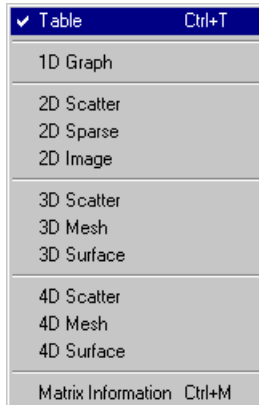 ✓ Table Ctrl+T
1D Graph
2D Scatter
2D Sparse
2D Image
3D Scatter
3D Mesh
3D Surface
4D Scatter
4D Mesh
4D Surface
Matrix Information Ctrl+M